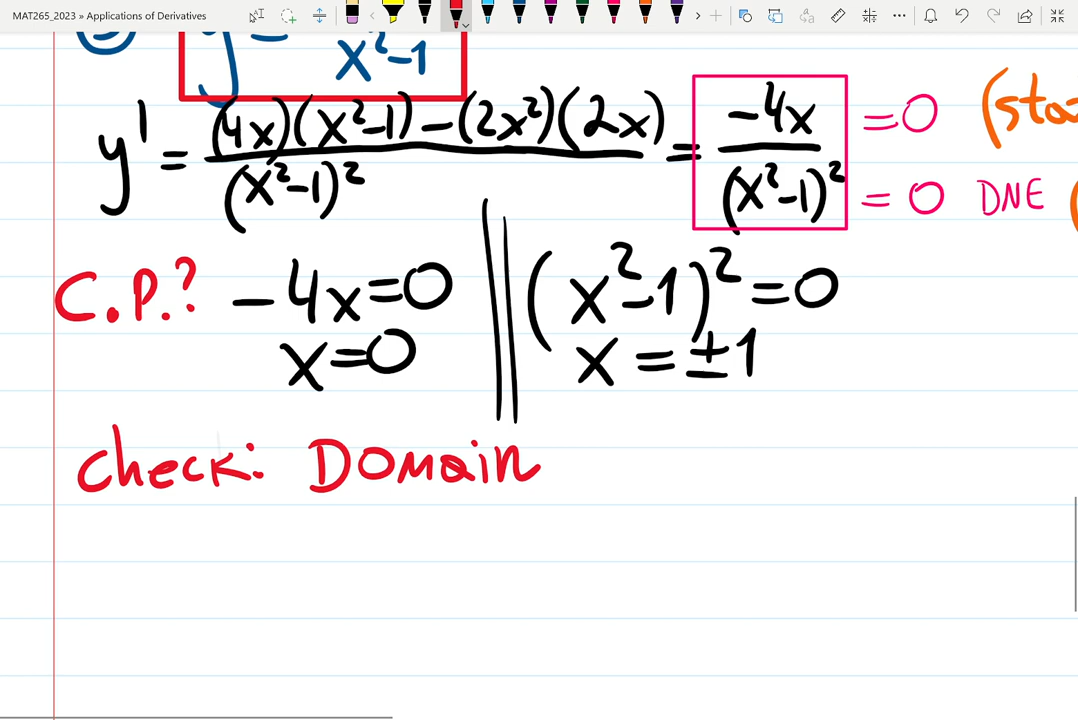 MAT265_2023 » Applications of Derivatives
y =
x²-1
y' = (4x)(x²-1) - (2x²)(2x) / (x²-1)² = -4x / (x²-1)²
=0
= 0 DNE
C.P.? -4x=0 || (x²-1)²=0
x=0 x = ±1
Check: Domain